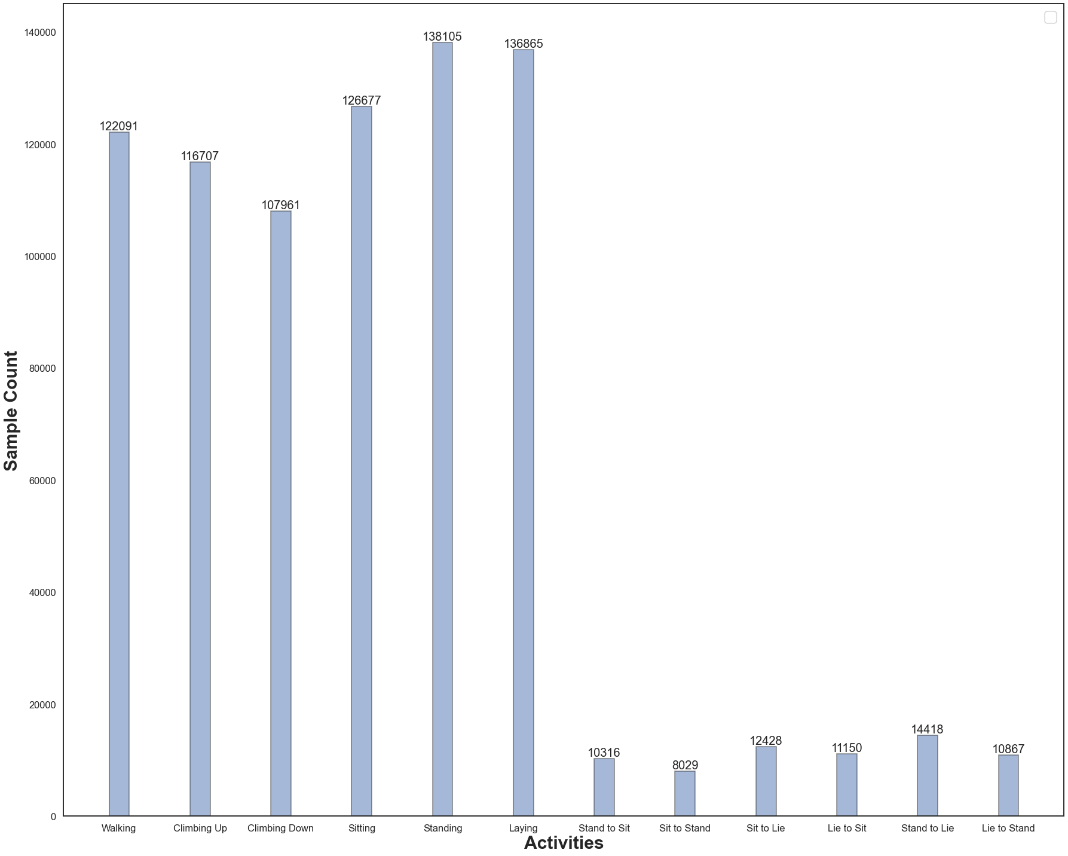 140000
120000
100000
80000
60000
40000
20000
0
Sample Count
122091
116707
107961
126677
138105
136865
10316
8029
12428
11150
14418
10867
Walking
Climbing Up
Climbing Down
Sitting
Standing
Laying
Stand to Sit
Sit to Stand
Sit to Lie
Lie to Sit
Stand to Lie
Lie to Stand
Activities